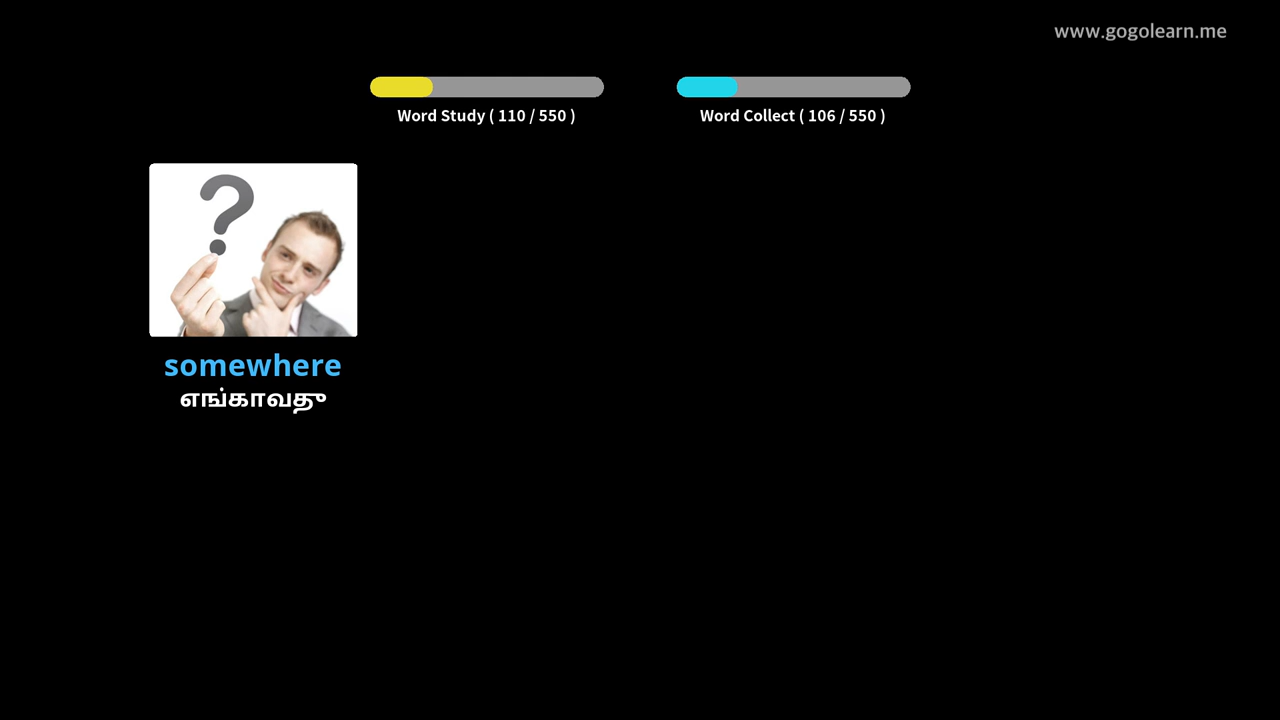 www.gogolearn.me
Word Study ( 110 / 550 )
Word Collect ( 106 / 550 )
?
somewhere
எங்காவது